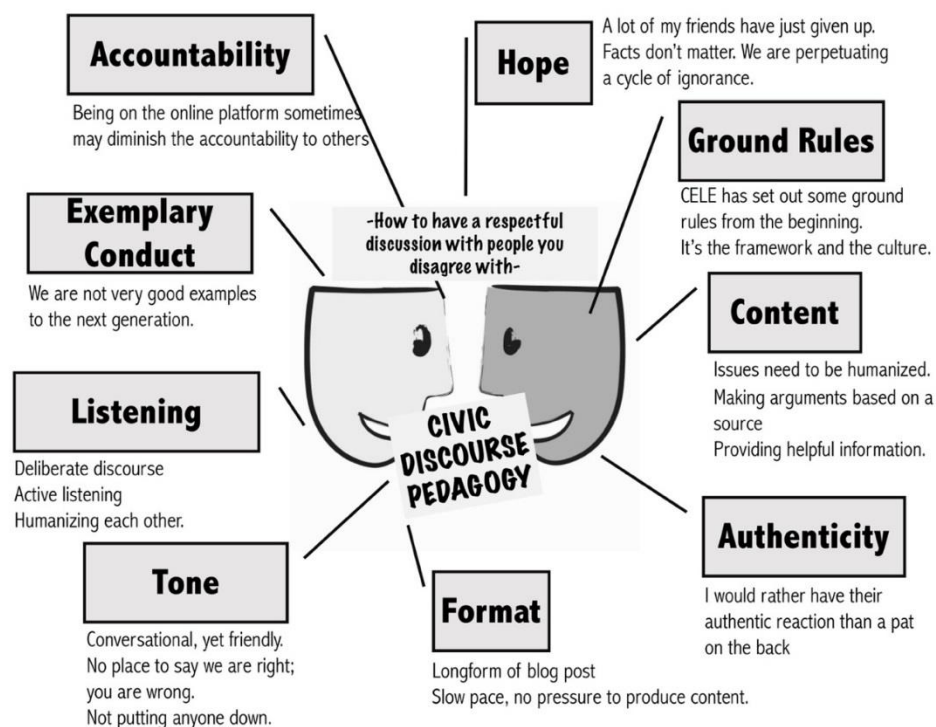 Accountability
Being on the online platform sometimes
may diminish the accountability to others
Hope
A lot of my friends have just given up.
Facts don't matter. We are perpetuating
a cycle of ignorance.
Ground Rules
CELE has set out some ground
rules from the beginning.
It's the framework and the culture.
Exemplary
Conduct
We are not very good examples
to the next generation.
-How to have a respectful
discussion with people you
disagree with-
Content
Issues need to be humanized.
Making arguments based on a
source
Providing helpful information.
Listening
Deliberate discourse
Active listening
Humanizing each other.
CIVIC
DISCOURSE
PEDAGOGY
Authenticity
I would rather have their
authentic reaction than a pat
on the back
Tone
Conversational, yet friendly.
No place to say we are right;
you are wrong.
Not putting anyone down.
Format
Longform of blog post
Slow pace, no pressure to produce content.